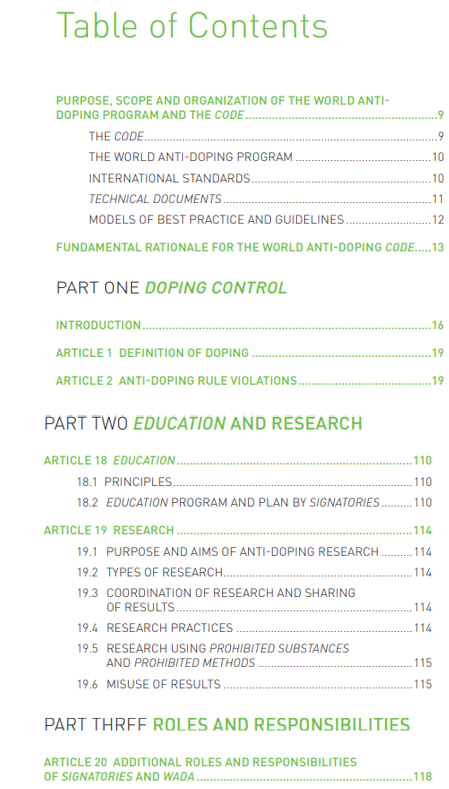 Table of Contents
PURPOSE, SCOPE AND ORGANIZATION OF THE WORLD ANTI-
DOPING PROGRAM AND THE CODE....................9
THE CODE....................9
THE WORLD ANTI-DOPING PROGRAM....................10
INTERNATIONAL STANDARDS....................10
TECHNICAL DOCUMENTS....................11
MODELS OF BEST PRACTICE AND GUIDELINES....................12
FUNDAMENTAL RATIONALE FOR THE WORLD ANTI-DOPING CODE.....13
PART ONE DOPING CONTROL
INTRODUCTION....................16
ARTICLE 1 DEFINITION OF DOPING....................19
ARTICLE 2 ANTI-DOPING RULE VIOLATIONS....................19
PART TWO EDUCATION AND RESEARCH
ARTICLE 18 EDUCATION....................110
18.1 PRINCIPLES....................110
18.2 EDUCATION PROGRAM AND PLAN BY SIGNATORIES..........110
ARTICLE 19 RESEARCH....................114
19.1 PURPOSE AND AIMS OF ANTI-DOPING RESEARCH..........114
19.2 TYPES OF RESEARCH....................114
19.3 COORDINATION OF RESEARCH AND SHARING
OF RESULTS....................114
19.4 RESEARCH PRACTICES....................114
19.5 RESEARCH USING PROHIBITED SUBSTANCES
AND PROHIBITED METHODS....................115
19.6 MISUSE OF RESULTS....................115
PART THREE ROLES AND RESPONSIBILITIES
ARTICLE 20 ADDITIONAL ROLES AND RESPONSIBILITIES
OF SIGNATORIES AND WADA....................118